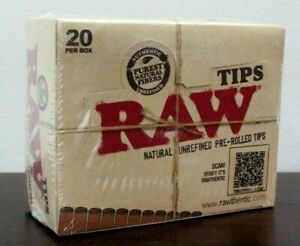 20
PER BOX
AUTHENTIC
PUREST
NATURAL
FIBERS
UNREFINED
TIPS
RAW
NATURAL UNREFINED PRE-ROLLED TIPS
SCAN!
VERIFY IT'S
RAWTHENTIC
www.rawthentic.com